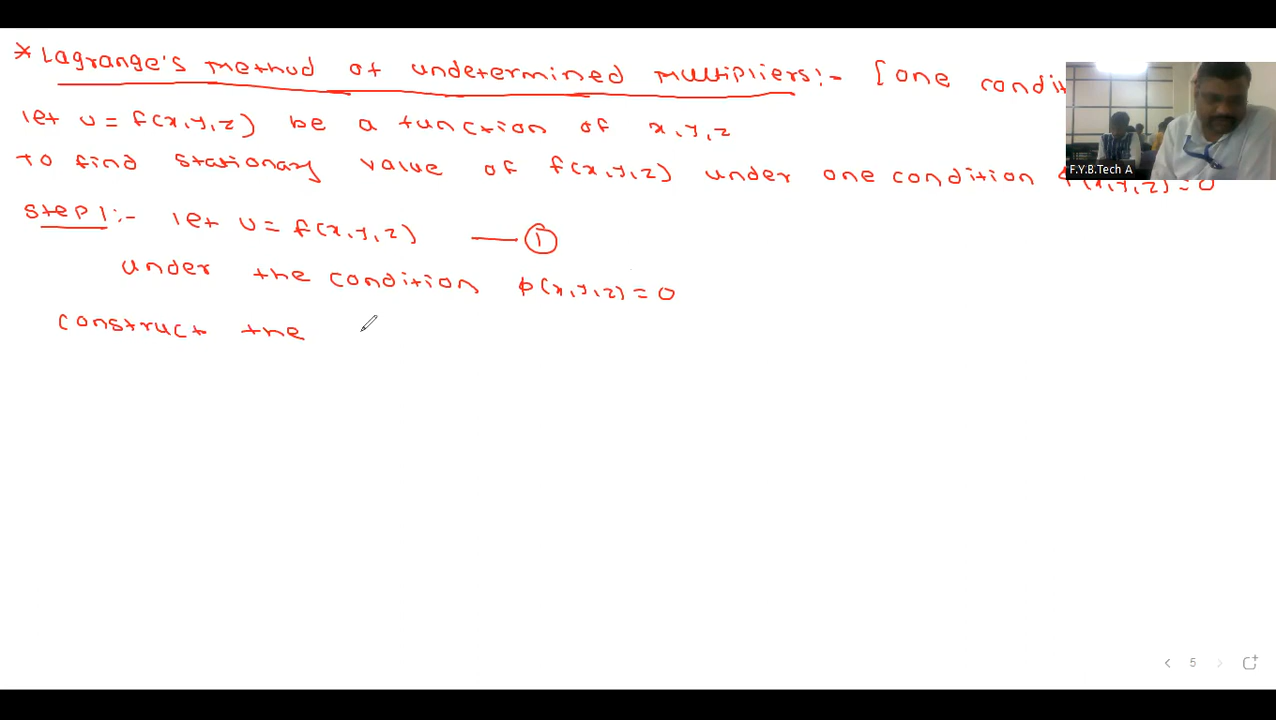 * Lagrange's method of undetermined multipliers:- [one condi
let u = f(x,y,z) be a function of x,y,z
to find stationary value of f(x,y,z) under one condition ϕ(x,y,z)=0
step 1:- let u = f(x,y,z) — ①
under the condition ϕ(x,y,z) = 0
construct the
F.Y.B.Tech A
< 5 >